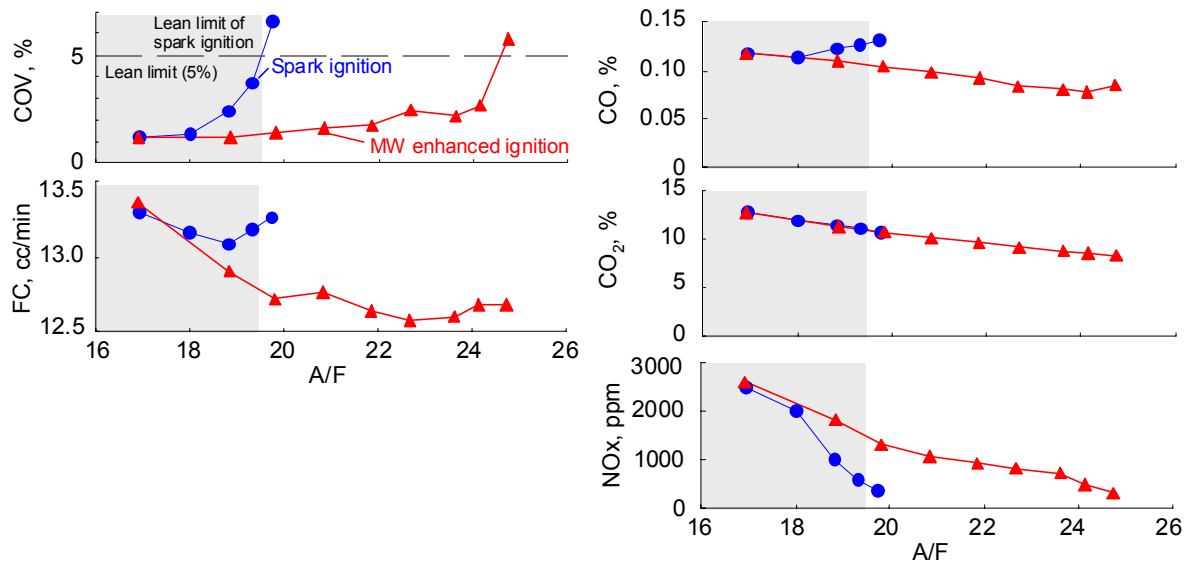 Lean limit of
spark ignition
5
Lean limit (5%)
Spark ignition
MW enhanced ignition
0
COV, %
13.5
13.0
12.5
FC, cc/min
16 18 20 22 24 26
A/F
0.15
0.10
0.05
0
CO, %
15
10
5
0
CO2, %
3000
2000
1000
0
NOx, ppm
16 18 20 22 24 26
A/F